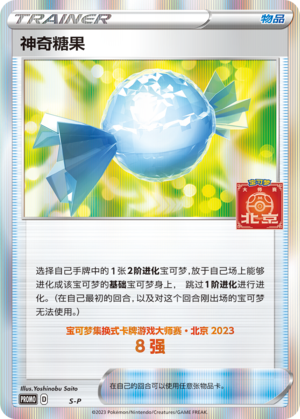 TRAINER 物品
神奇糖果
宝可梦
大师赛
北京
选择自己手牌中的1张2阶进化宝可梦,放于自己场上能够
进化成该宝可梦的基础宝可梦身上,跳过1阶进化进行进
化。(在自己最初的回合,以及对这个回合刚出场的宝可梦
无法使用。)
宝可梦集换式卡牌游戏大师赛·北京 2023
8 强
Illus.Yoshinobu Saito
PROMO D S-P
在自己的回合可以使用任意张物品卡。
©2023 Pokémon/Nintendo/Creatures/GAME FREAK.